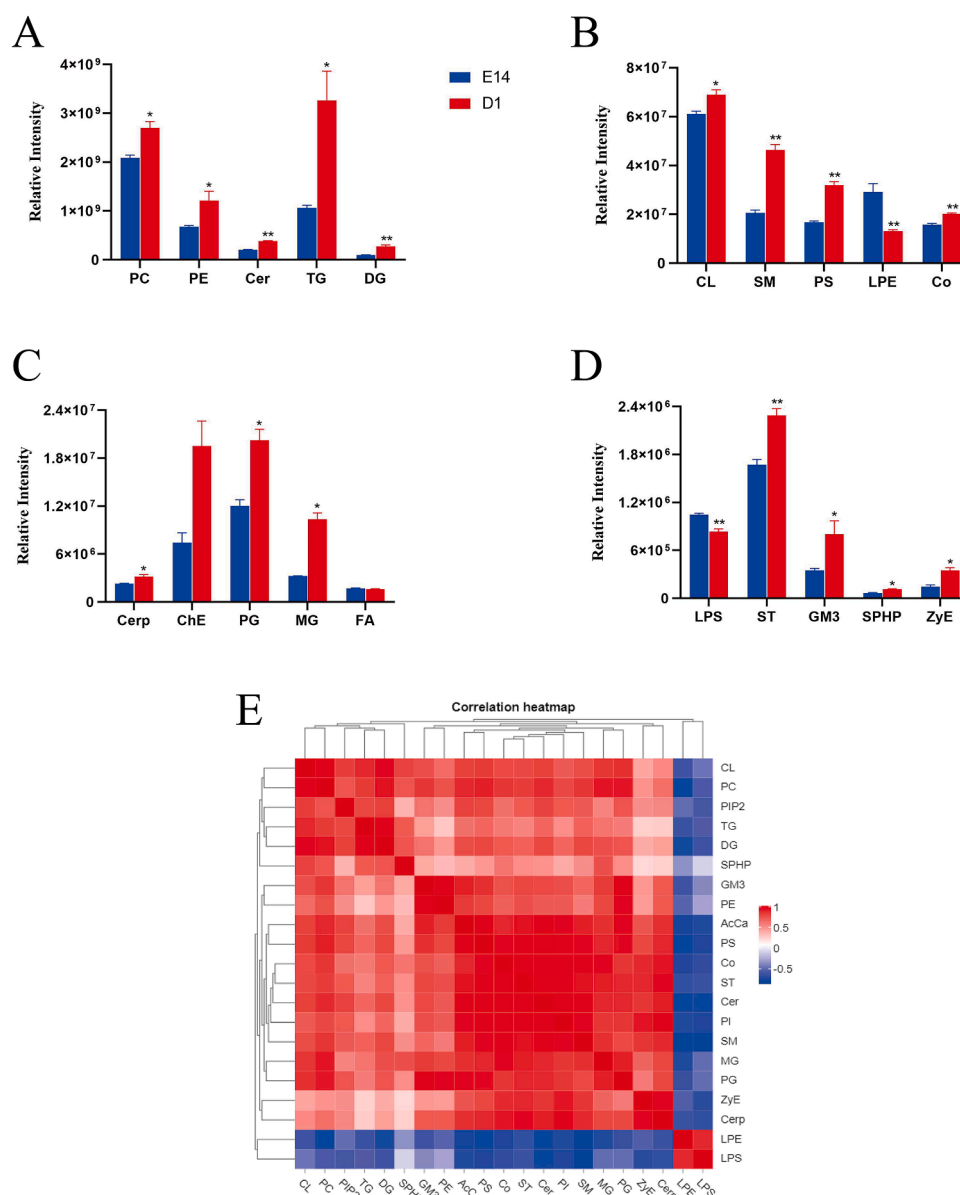 A
B
4×10⁹
3×10⁹
2×10⁹
1×10⁹
0
Relative Intensity
* * ** * **
PC PE Cer TG DG
E14
D1
8×10⁷
6×10⁷
4×10⁷
2×10⁷
0
Relative Intensity
* ** ** ** **
CL SM PS LPE Co
C
D
2.4×10⁷
1.8×10⁷
1.2×10⁷
6×10⁶
0
Relative Intensity
* * *
Cerp ChE PG MG FA
2.4×10⁶
1.8×10⁶
1.2×10⁶
6×10⁵
0
Relative Intensity
** ** * * *
LPS ST GM3 SPHP ZyE
E
Correlation heatmap
CL
PC
PIP2
TG
DG
SPHP
GM3
PE
AcCa
PS
Co
ST
Cer
PI
SM
MG
PG
ZyE
Cerp
LPE
LPS
1
0.5
0
-0.5
CL PC PIP2 TG DG SPH GM3 PE AcC PS Co ST Cer PI SM MG PG ZyE Cerp LPE LPS